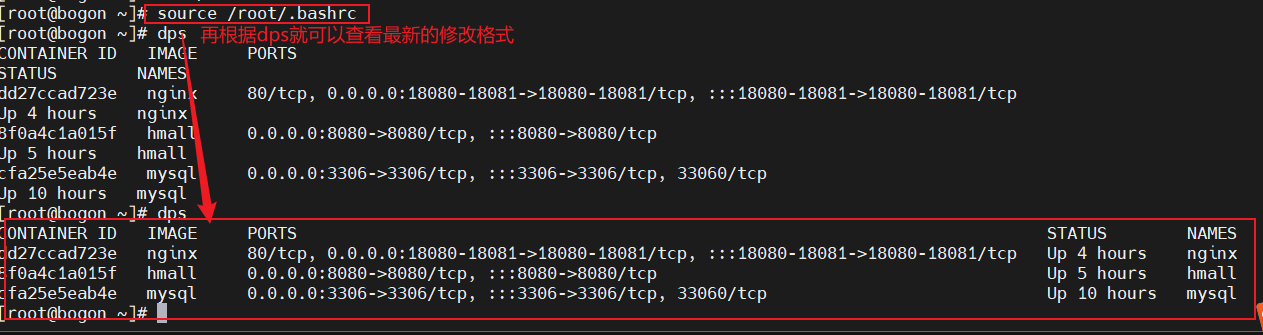 [root@bogon ~]# source /root/.bashrc
[root@bogon ~]# dps 再根据dps就可以查看最新的修改格式
CONTAINER ID   IMAGE     PORTS
STATUS        NAMES
dd27ccad723e   nginx     80/tcp, 0.0.0.0:18080-18081->18080-18081/tcp, :::18080-18081->18080-18081/tcp
Up 4 hours    nginx
8f0a4c1a015f   hmall     0.0.0.0:8080->8080/tcp, :::8080->8080/tcp
Up 5 hours    hmall
cfa25e5eab4e   mysql     0.0.0.0:3306->3306/tcp, :::3306->3306/tcp, 33060/tcp
Up 10 hours   mysql
[root@bogon ~]# dps
CONTAINER ID   IMAGE     PORTS                                                                           STATUS        NAMES
dd27ccad723e   nginx     80/tcp, 0.0.0.0:18080-18081->18080-18081/tcp, :::18080-18081->18080-18081/tcp   Up 4 hours    nginx
8f0a4c1a015f   hmall     0.0.0.0:8080->8080/tcp, :::8080->8080/tcp                                       Up 5 hours    hmall
cfa25e5eab4e   mysql     0.0.0.0:3306->3306/tcp, :::3306->3306/tcp, 33060/tcp                            Up 10 hours   mysql
[root@bogon ~]#